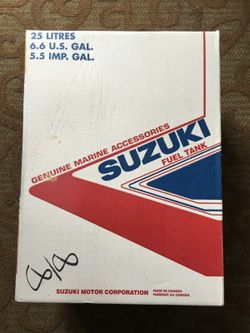 25 LITRES
6.6 U.S. GAL.
5.5 IMP. GAL.
GENUINE MARINE ACCESSORIES
SUZUKI
FUEL TANK
SUZUKI MOTOR CORPORATION
MADE IN CANADA
FABRIQUE AU CANADA